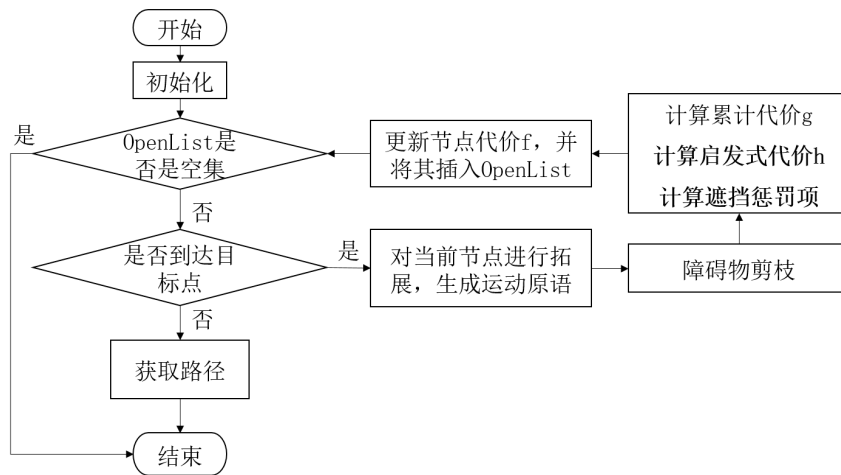 开始
初始化
是
OpenList是
否是空集
更新节点代价f，并
将其插入OpenList
计算累计代价g
计算启发式代价h
计算遮挡惩罚项
否
是否到达目
标点
是
对当前节点进行拓
展，生成运动原语
障碍物剪枝
否
获取路径
结束